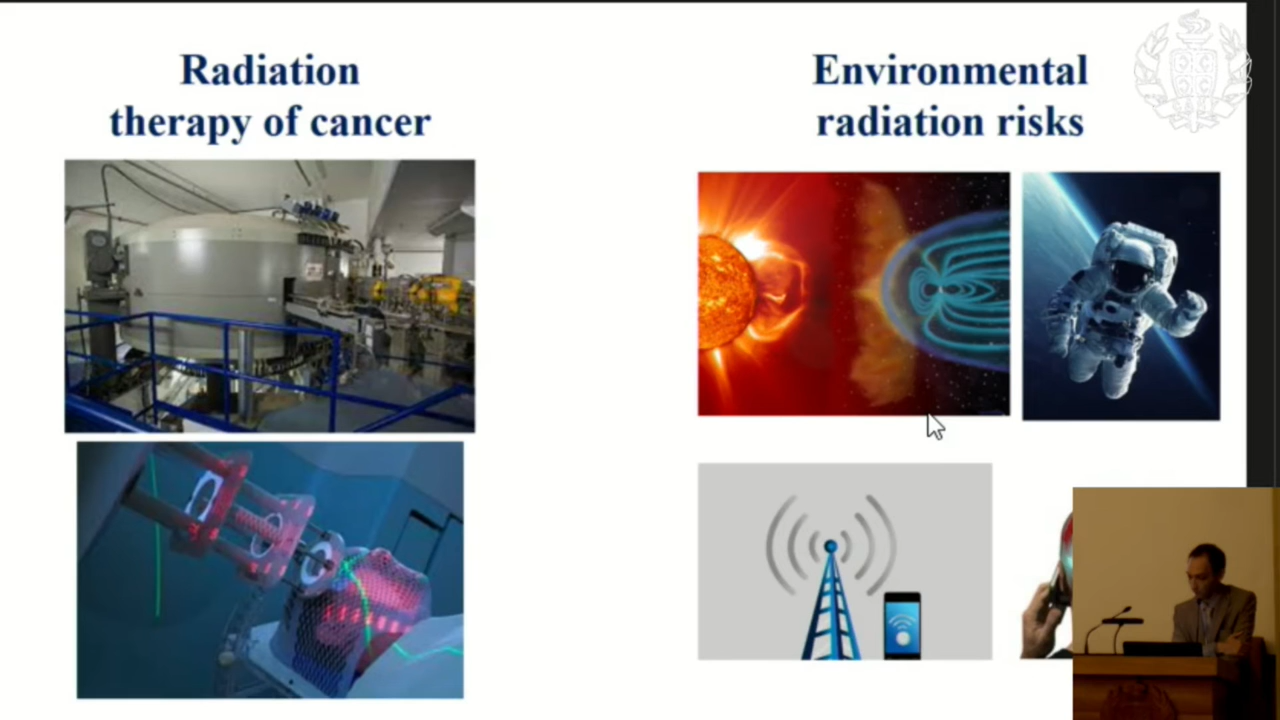 Radiation
therapy of cancer
Environmental
radiation risks